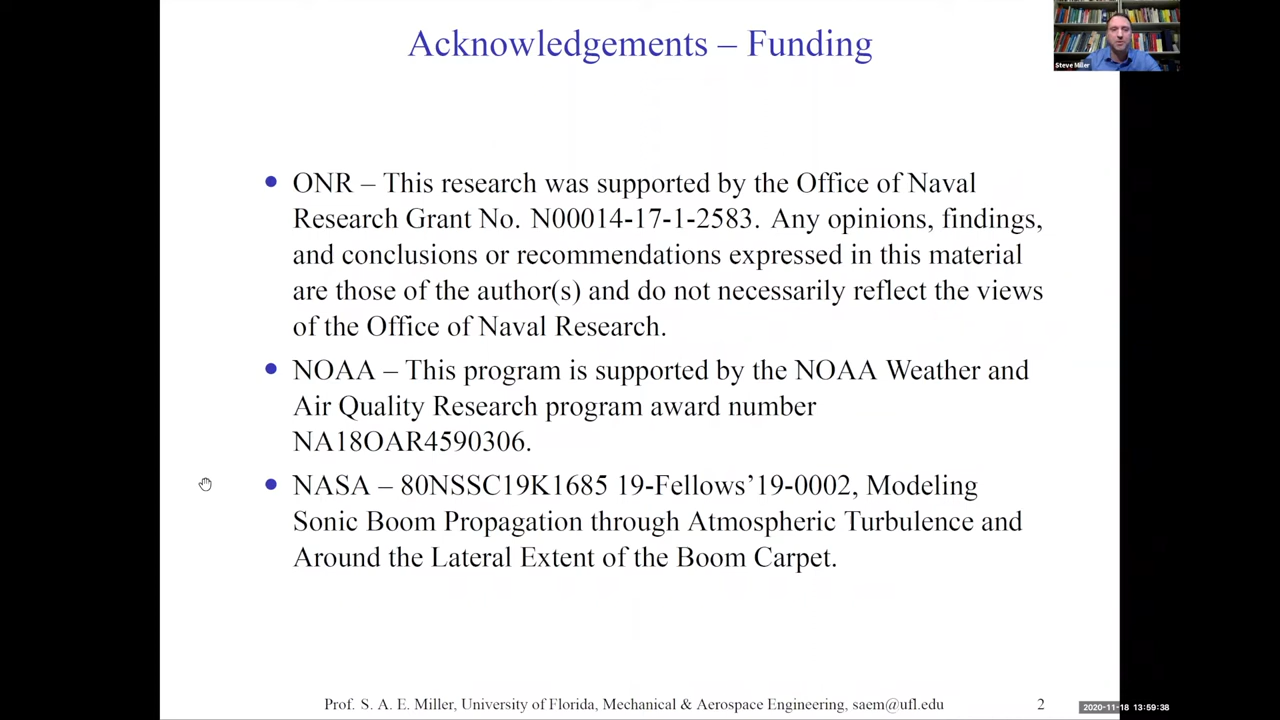 Acknowledgements – Funding
Steve Miller
ONR – This research was supported by the Office of Naval
Research Grant No. N00014-17-1-2583. Any opinions, findings,
and conclusions or recommendations expressed in this material
are those of the author(s) and do not necessarily reflect the views
of the Office of Naval Research.
NOAA – This program is supported by the NOAA Weather and
Air Quality Research program award number
NA18OAR4590306.
NASA – 80NSSC19K1685 19-Fellows’19-0002, Modeling
Sonic Boom Propagation through Atmospheric Turbulence and
Around the Lateral Extent of the Boom Carpet.
Prof. S. A. E. Miller, University of Florida, Mechanical & Aerospace Engineering, saem@ufl.edu 2
2020-11-18 13:59:38